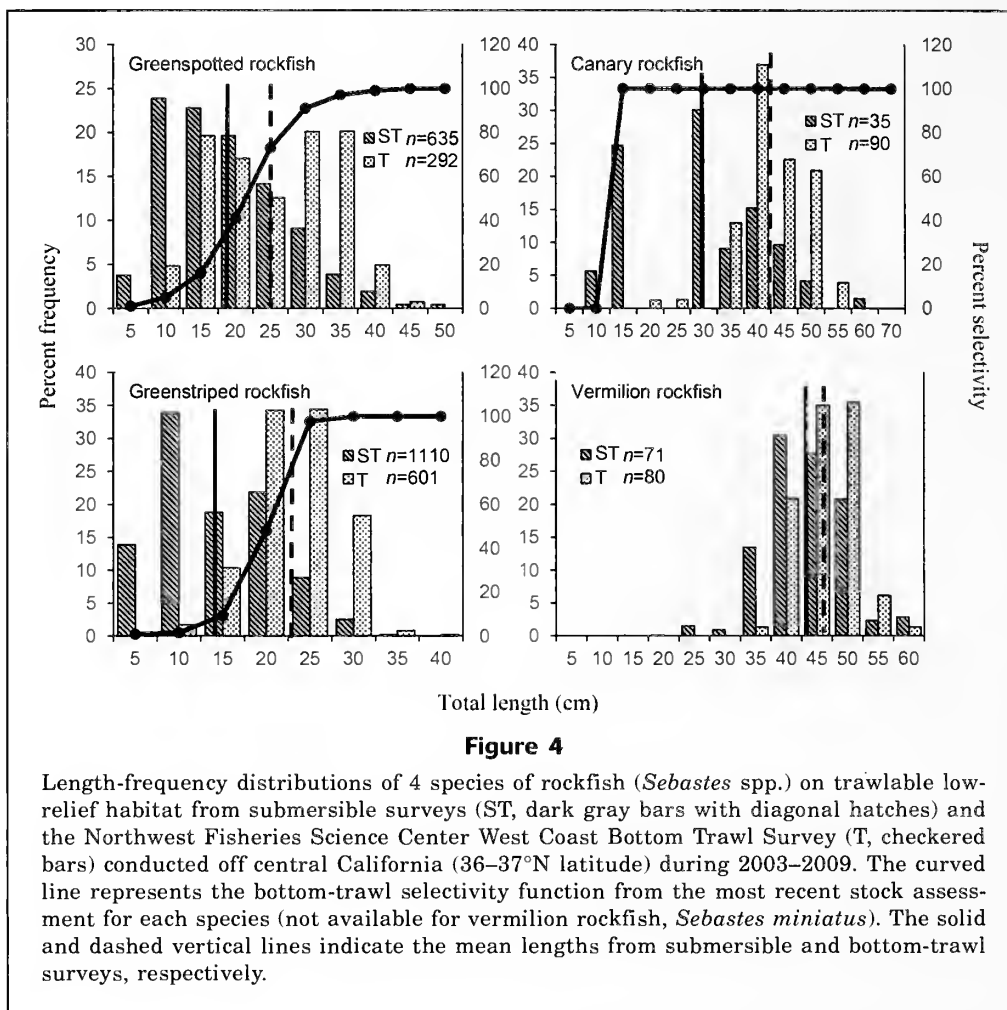 Percent frequency
Percent selectivity
30
25
20
15
10
5
0
Greenspotted rockfish
ST n=635
T n=292
120
100
80
60
40
20
0
5 10 15 20 25 30 35 40 45 50
40
35
30
25
20
15
10
5
0
Canary rockfish
ST n=35
T n=90
120
100
80
60
40
20
0
5 10 15 20 25 30 35 40 45 50 55 60 70
40
35
30
25
20
15
10
5
0
Greenstriped rockfish
ST n=1110
T n=601
120
100
80
60
40
20
0
5 10 15 20 25 30 35 40
40
35
30
25
20
15
10
5
0
Vermilion rockfish
ST n=71
T n=80
5 10 15 20 25 30 35 40 45 50 55 60
Total length (cm)
Figure 4
Length-frequency distributions of 4 species of rockfish (Sebastes spp.) on trawlable low-
relief habitat from submersible surveys (ST, dark gray bars with diagonal hatches) and
the Northwest Fisheries Science Center West Coast Bottom Trawl Survey (T, checkered
bars) conducted off central California (36–37°N latitude) during 2003–2009. The curved
line represents the bottom-trawl selectivity function from the most recent stock assess-
ment for each species (not available for vermilion rockfish, Sebastes miniatus). The solid
and dashed vertical lines indicate the mean lengths from submersible and bottom-trawl
surveys, respectively.